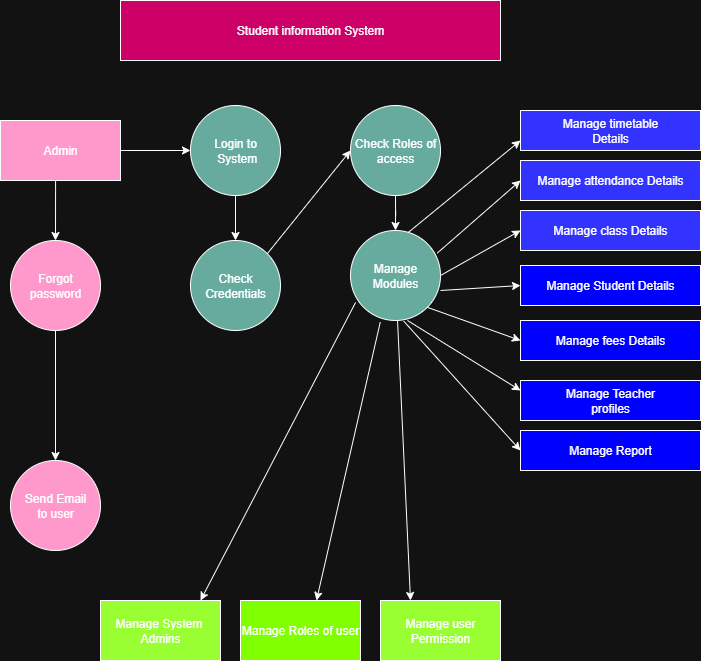 Student information System
Admin
Login to
System
Check Roles of
access
Manage timetable
Details
Manage attendance Details
Manage class Details
Forgot
password
Check
Credentials
Manage
Modules
Manage Student Details
Manage fees Details
Manage Teacher
profiles
Manage Report
Send Email
to user
Manage System
Admins
Manage Roles of user
Manage user
Permission